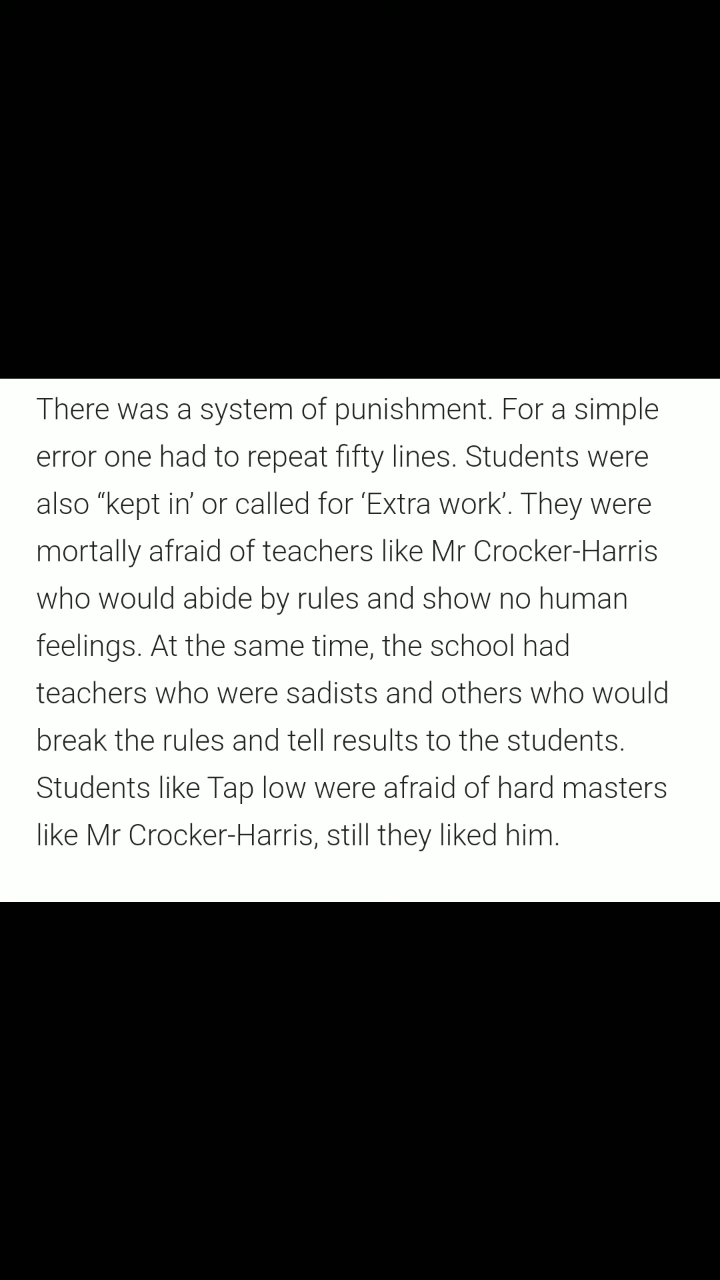 There was a system of punishment. For a simple
error one had to repeat fifty lines. Students were
also “kept in’ or called for ‘Extra work’. They were
mortally afraid of teachers like Mr Crocker-Harris
who would abide by rules and show no human
feelings. At the same time, the school had
teachers who were sadists and others who would
break the rules and tell results to the students.
Students like Tap low were afraid of hard masters
like Mr Crocker-Harris, still they liked him.